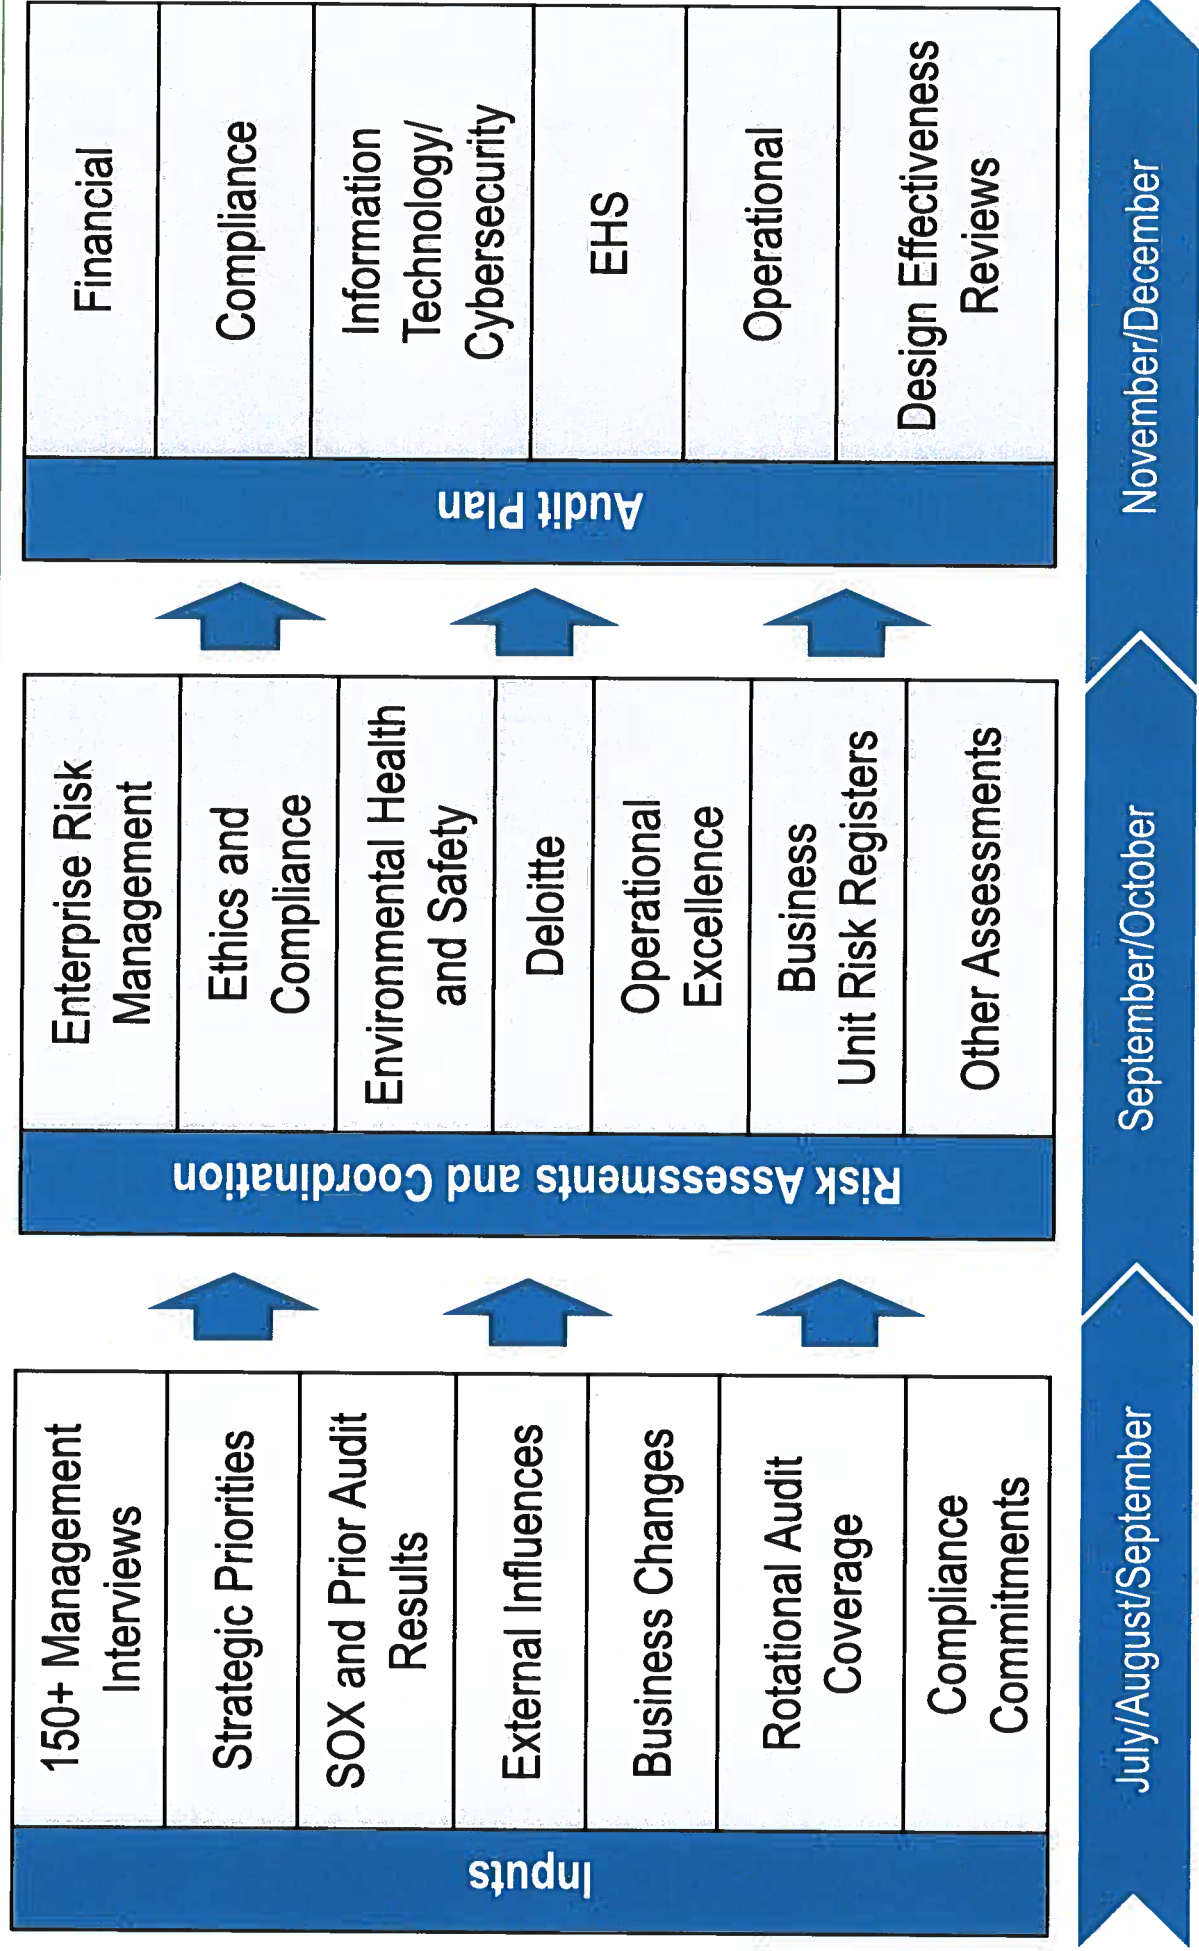 Inputs
150+ Management
Interviews
Strategic Priorities
SOX and Prior Audit
Results
External Influences
Business Changes
Rotational Audit
Coverage
Compliance
Commitments
Risk Assessments and Coordination
Enterprise Risk
Management
Ethics and
Compliance
Environmental Health
and Safety
Deloitte
Operational
Excellence
Business
Unit Risk Registers
Other Assessments
Audit Plan
Financial
Compliance
Information
Technology/
Cybersecurity
EHS
Operational
Design Effectiveness
Reviews
July/August/September
September/October
November/December